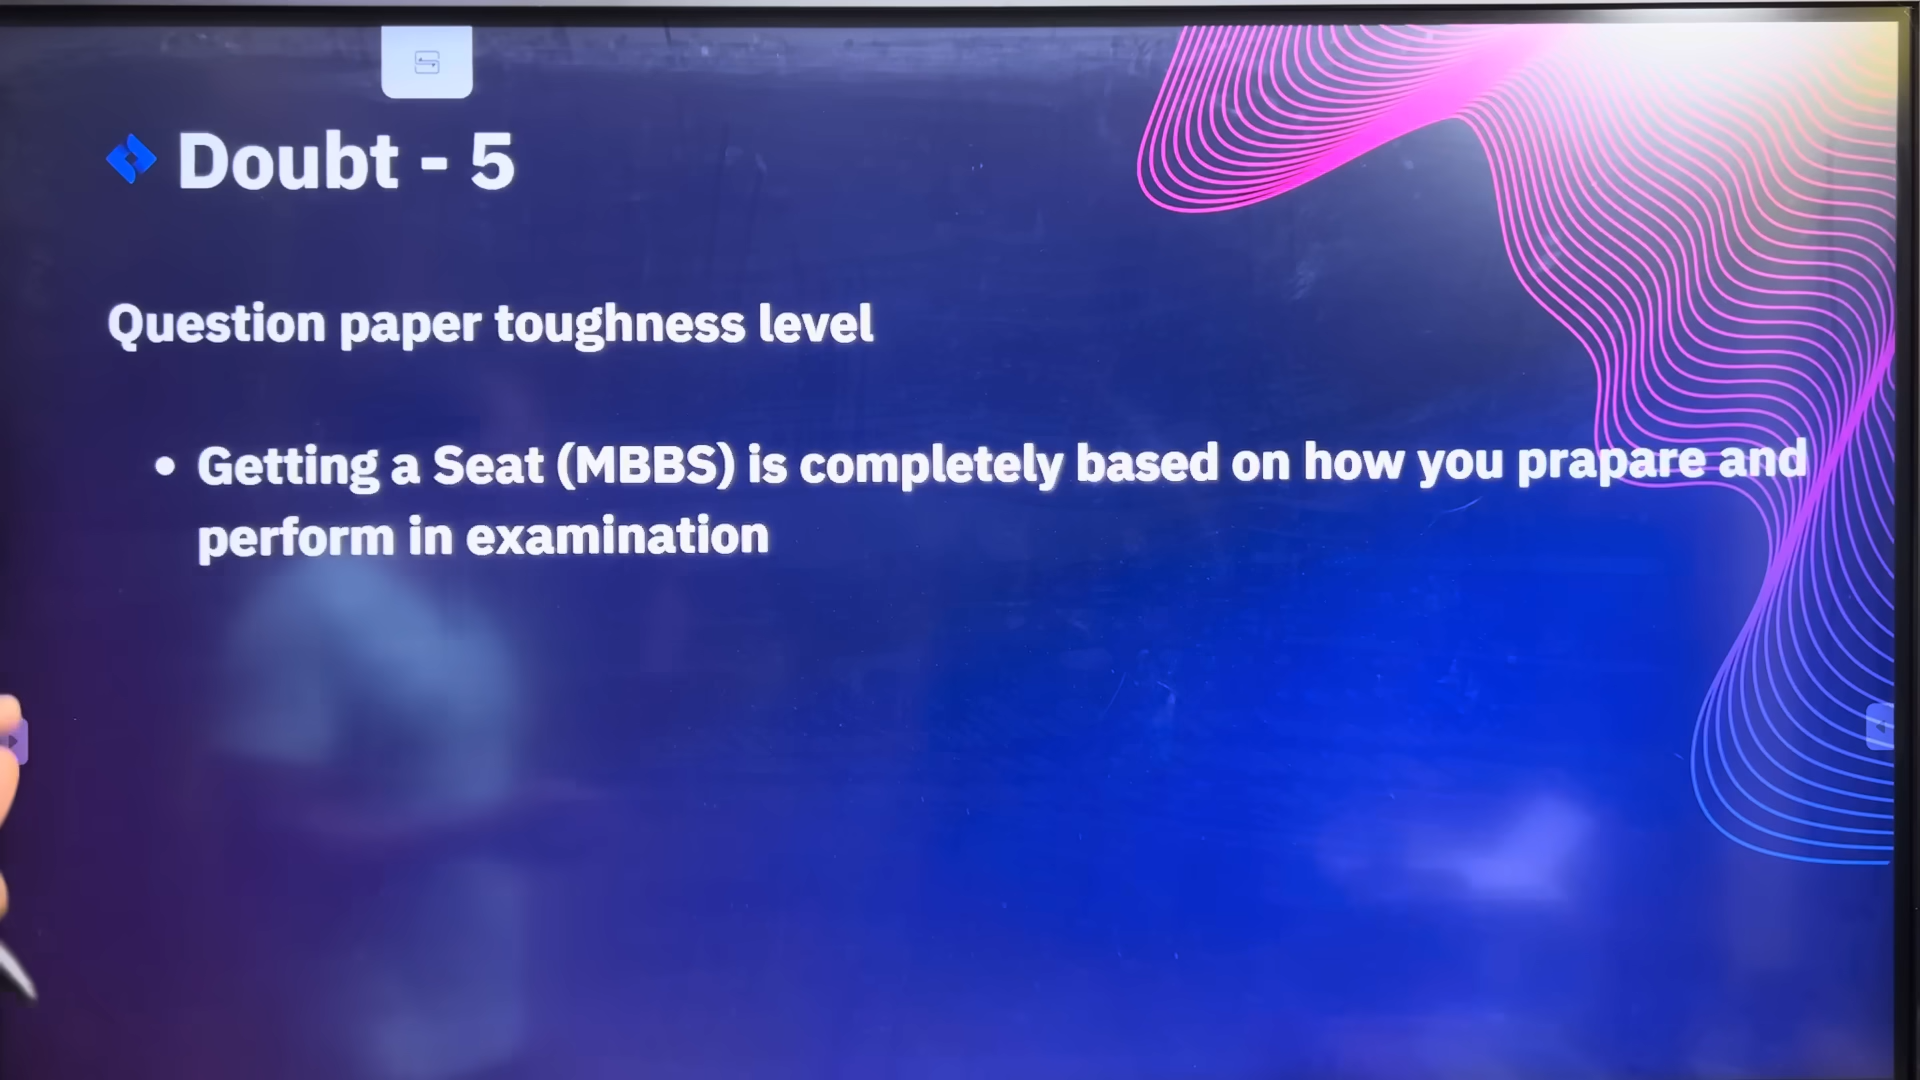 Doubt - 5
Question paper toughness level
• Getting a Seat (MBBS) is completely based on how you prapare and
perform in examination